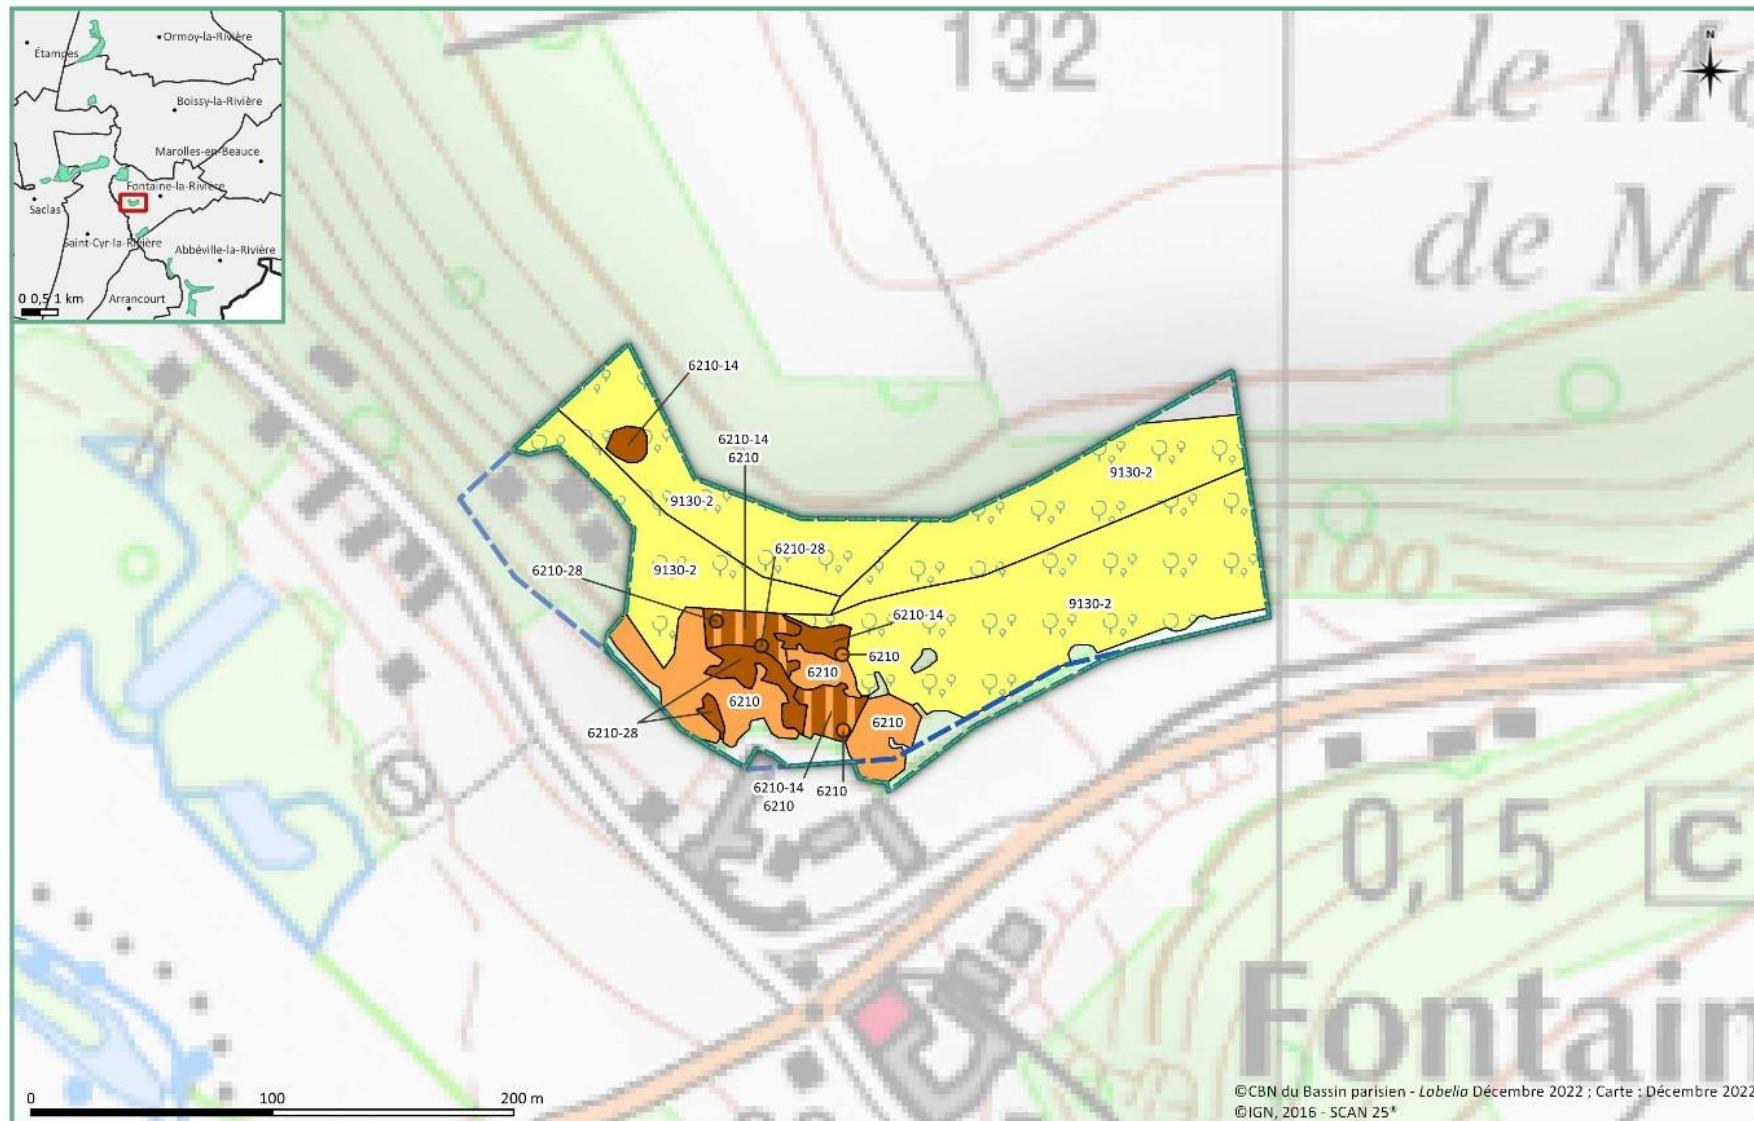 132
le Mo
de Mo
N
Étampes
Ormoy-la-Rivière
Boissy-la-Rivière
Marolles-en-Beauce
Fontaine-la-Rivière
Saclas
Saint-Cyr-la-Rivière
Abbéville-la-Rivière
Arrancourt
0 0,5 1 km
6210-14
6210-14
6210
9130-2
9130-2
6210-28
6210-28
9130-2
100
9130-2
6210-14
6210
6210
6210
6210
6210-28
6210-14
6210
6210
0,15
C
Fontain
0 100 200 m
©CBN du Bassin parisien - Lobelia Décembre 2022 ; Carte : Décembre 2022
©IGN, 2016 - SCAN 25®